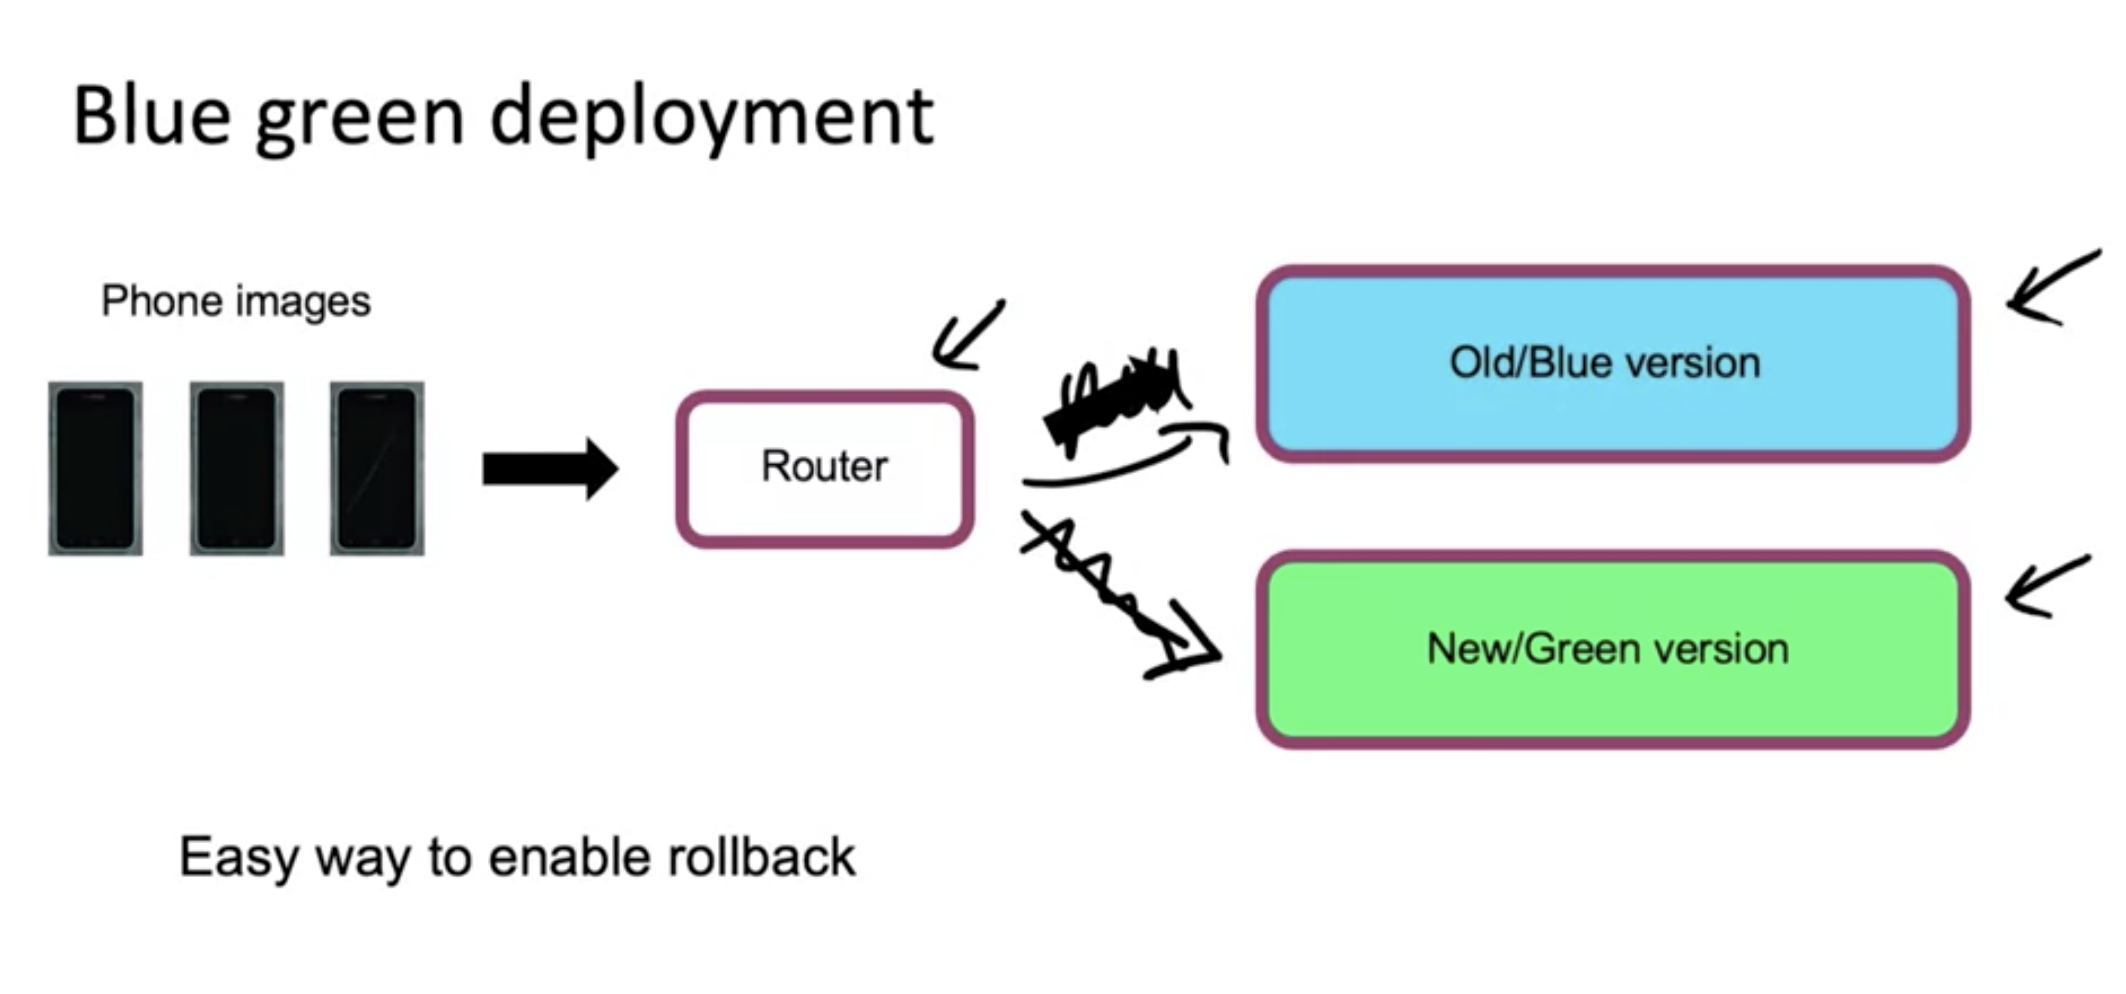 Blue green deployment
Phone images
Router
Old/Blue version
New/Green version
Easy way to enable rollback